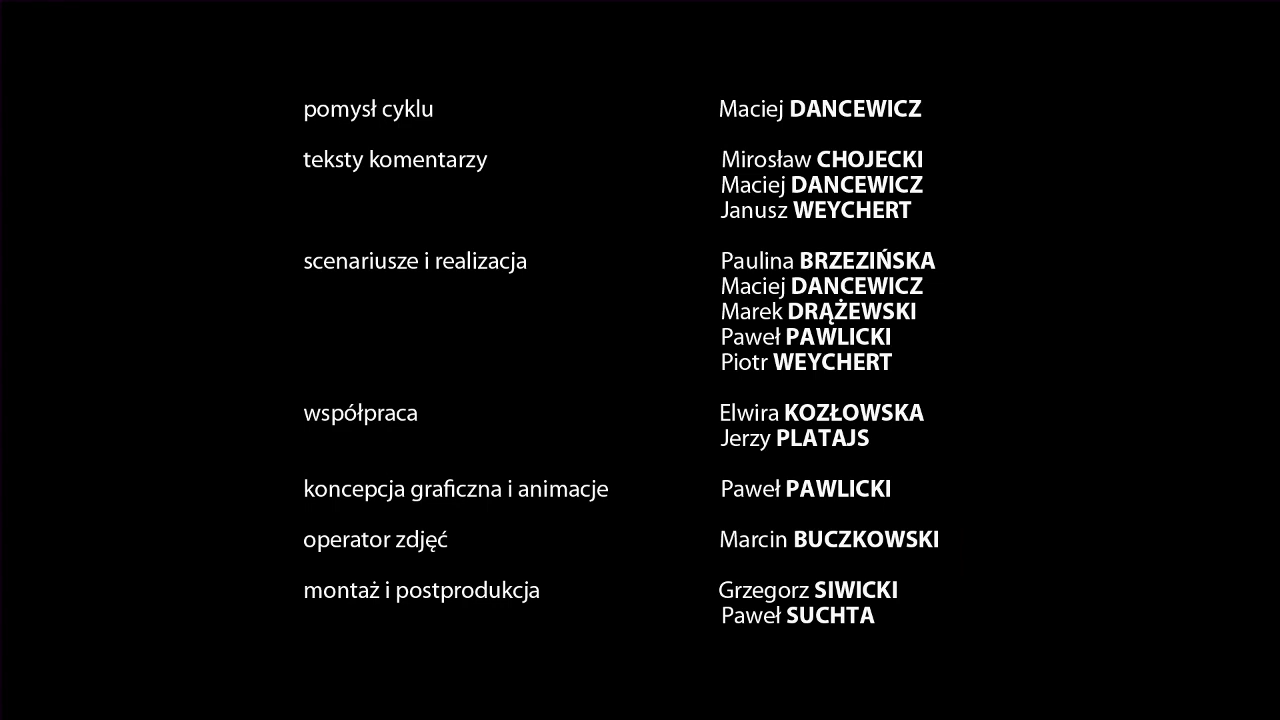 pomysł cyklu Maciej DANCEWICZ
teksty komentarzy Mirosław CHOJECKI
Maciej DANCEWICZ
Janusz WEYCHERT
scenariusze i realizacja Paulina BRZEZIŃSKA
Maciej DANCEWICZ
Marek DRĄŻEWSKI
Paweł PAWLICKI
Piotr WEYCHERT
współpraca Elwira KOZŁOWSKA
Jerzy PLATAJS
koncepcja graficzna i animacje Paweł PAWLICKI
operator zdjęć Marcin BUCZKOWSKI
montaż i postprodukcja Grzegorz SIWICKI
Paweł SUCHTA